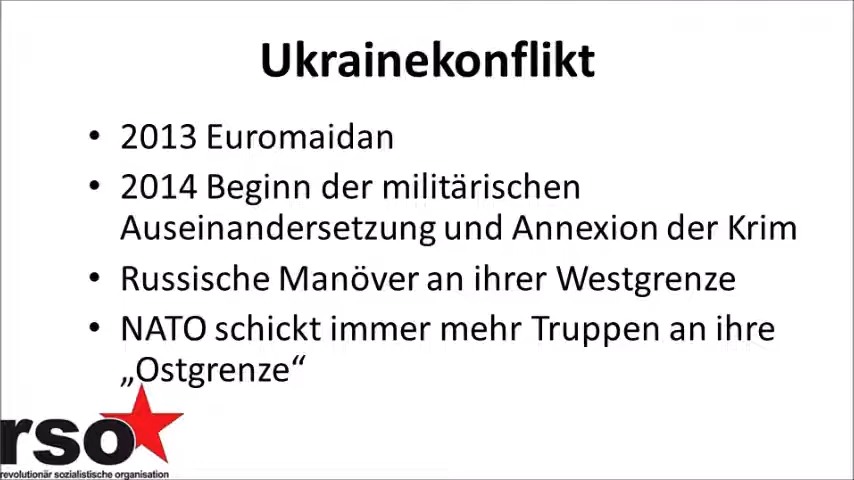 Ukrainekonflikt
• 2013 Euromaidan
• 2014 Beginn der militärischen
Auseinandersetzung und Annexion der Krim
• Russische Manöver an ihrer Westgrenze
• NATO schickt immer mehr Truppen an ihre
„Ostgrenze“
rso
revolutionär sozialistische organisation